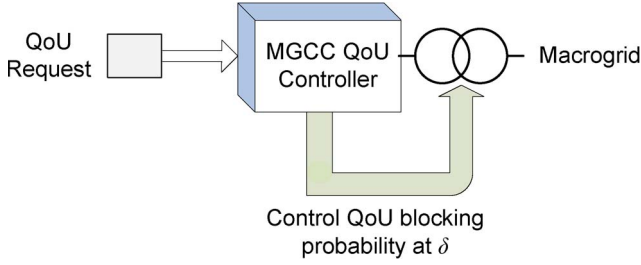 QoU
Request
MGCC QoU
Controller
Macrogrid
Control QoU blocking
probability at δ